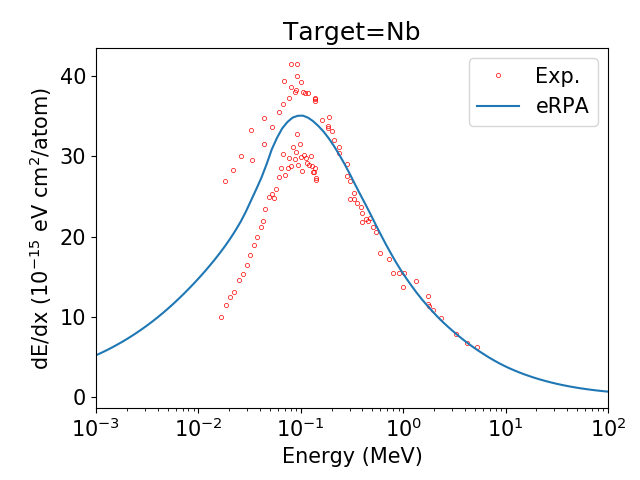 Target=Nb
Exp.
eRPA
dE/dx (10⁻¹⁵ eV cm²/atom)
40
30
20
10
0
10⁻³ 10⁻² 10⁻¹ 10⁰ 10¹ 10²
Energy (MeV)